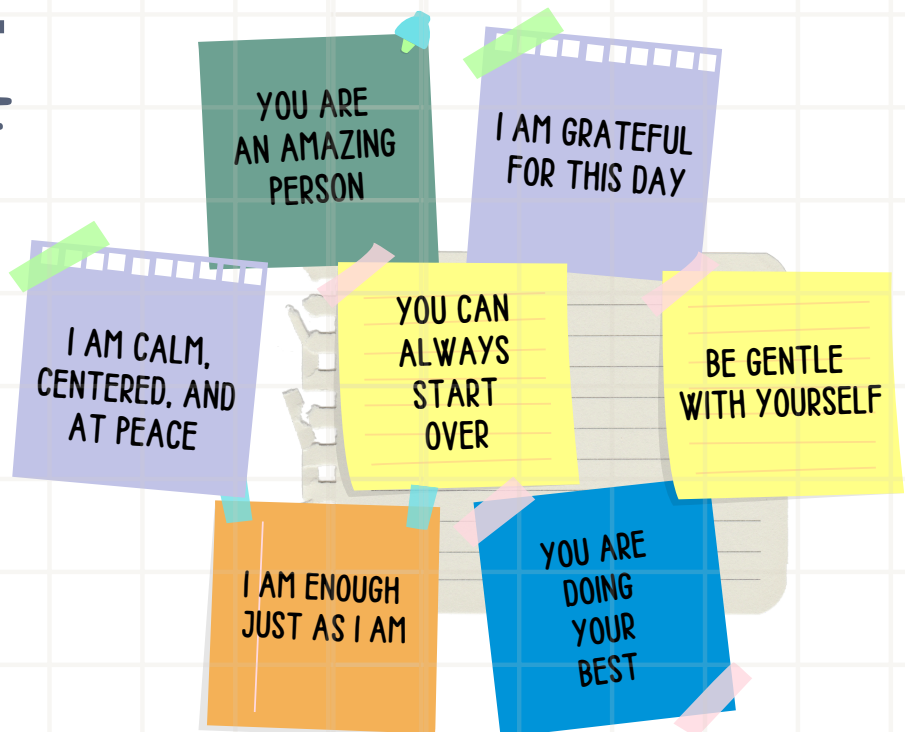 YOU ARE
AN AMAZING
PERSON
I AM GRATEFUL
FOR THIS DAY
I AM CALM,
CENTERED, AND
AT PEACE
YOU CAN
ALWAYS
START
OVER
BE GENTLE
WITH YOURSELF
I AM ENOUGH
JUST AS I AM
YOU ARE
DOING
YOUR
BEST